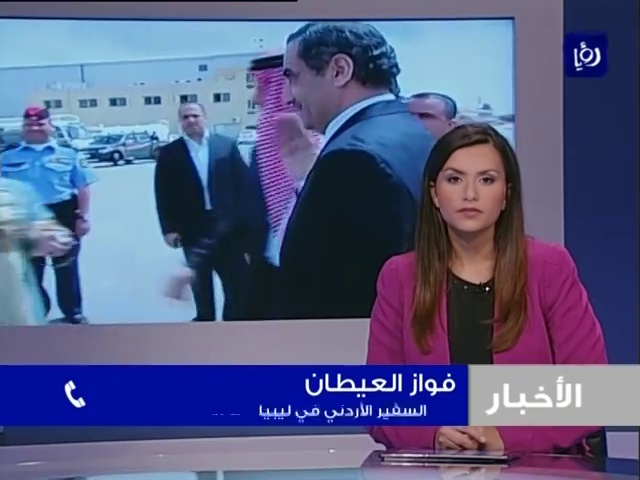 رؤيا
فواز العيطان
الأخبار
السفير الأردني في ليبيا